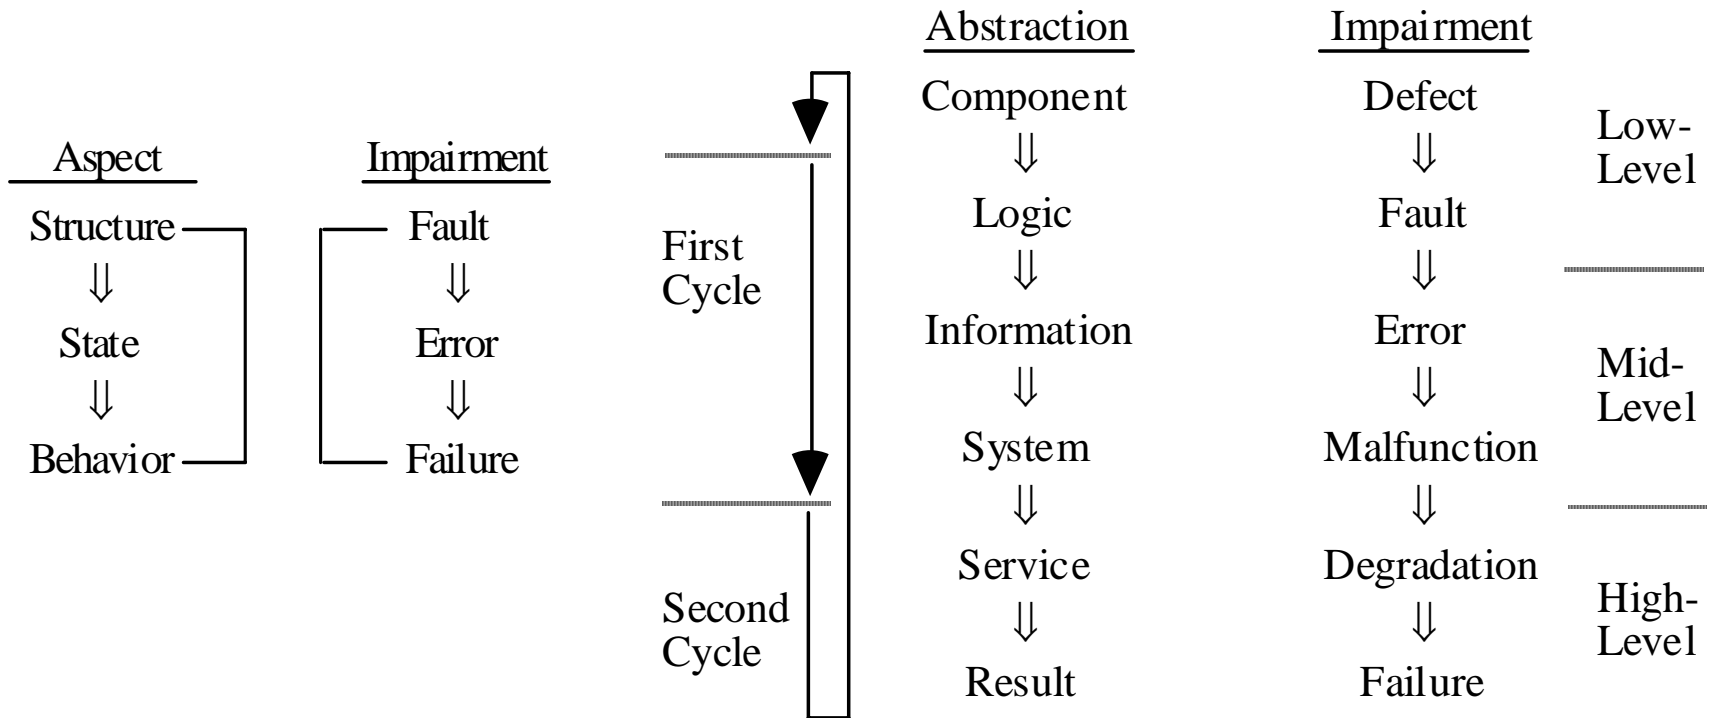 Aspect
Structure
⇓
State
⇓
Behavior
Impairment
Fault
⇓
Error
⇓
Failure
First
Cycle
Second
Cycle
Abstraction
Component
⇓
Logic
⇓
Information
⇓
System
⇓
Service
⇓
Result
Impairment
Defect
⇓
Fault
⇓
Error
⇓
Malfunction
⇓
Degradation
⇓
Failure
Low-
Level
Mid-
Level
High-
Level